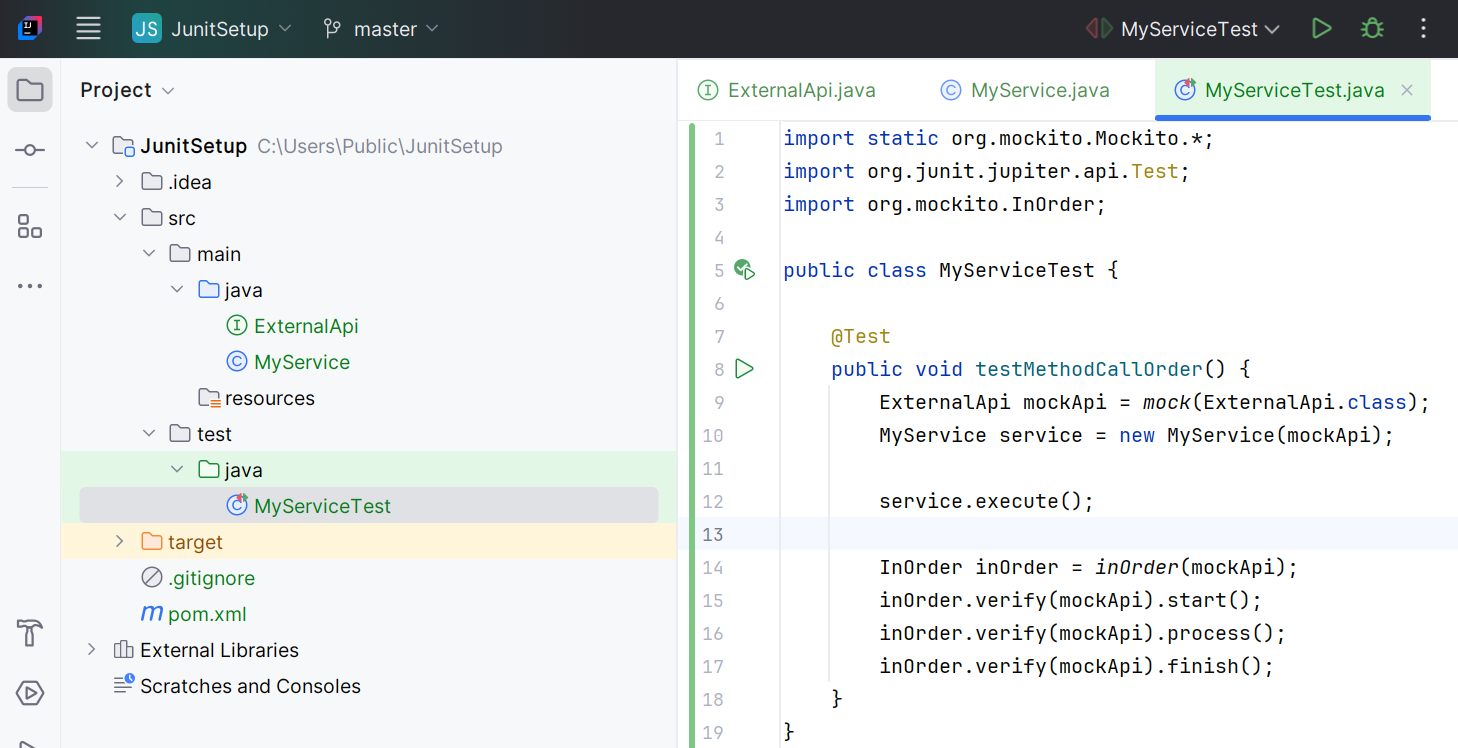 JS JunitSetup master MyServiceTest
Project
ExternalApi.java MyService.java MyServiceTest.java
JunitSetup C:\Users\Public\JunitSetup
.idea
src
main
java
ExternalApi
MyService
resources
test
java
MyServiceTest
target
.gitignore
pom.xml
External Libraries
Scratches and Consoles
1 import static org.mockito.Mockito.*;
2 import org.junit.jupiter.api.Test;
3 import org.mockito.InOrder;
4
5 public class MyServiceTest {
6
7 @Test
8 public void testMethodCallOrder() {
9 ExternalApi mockApi = mock(ExternalApi.class);
10 MyService service = new MyService(mockApi);
11
12 service.execute();
13
14 InOrder inOrder = inOrder(mockApi);
15 inOrder.verify(mockApi).start();
16 inOrder.verify(mockApi).process();
17 inOrder.verify(mockApi).finish();
18 }
19 }